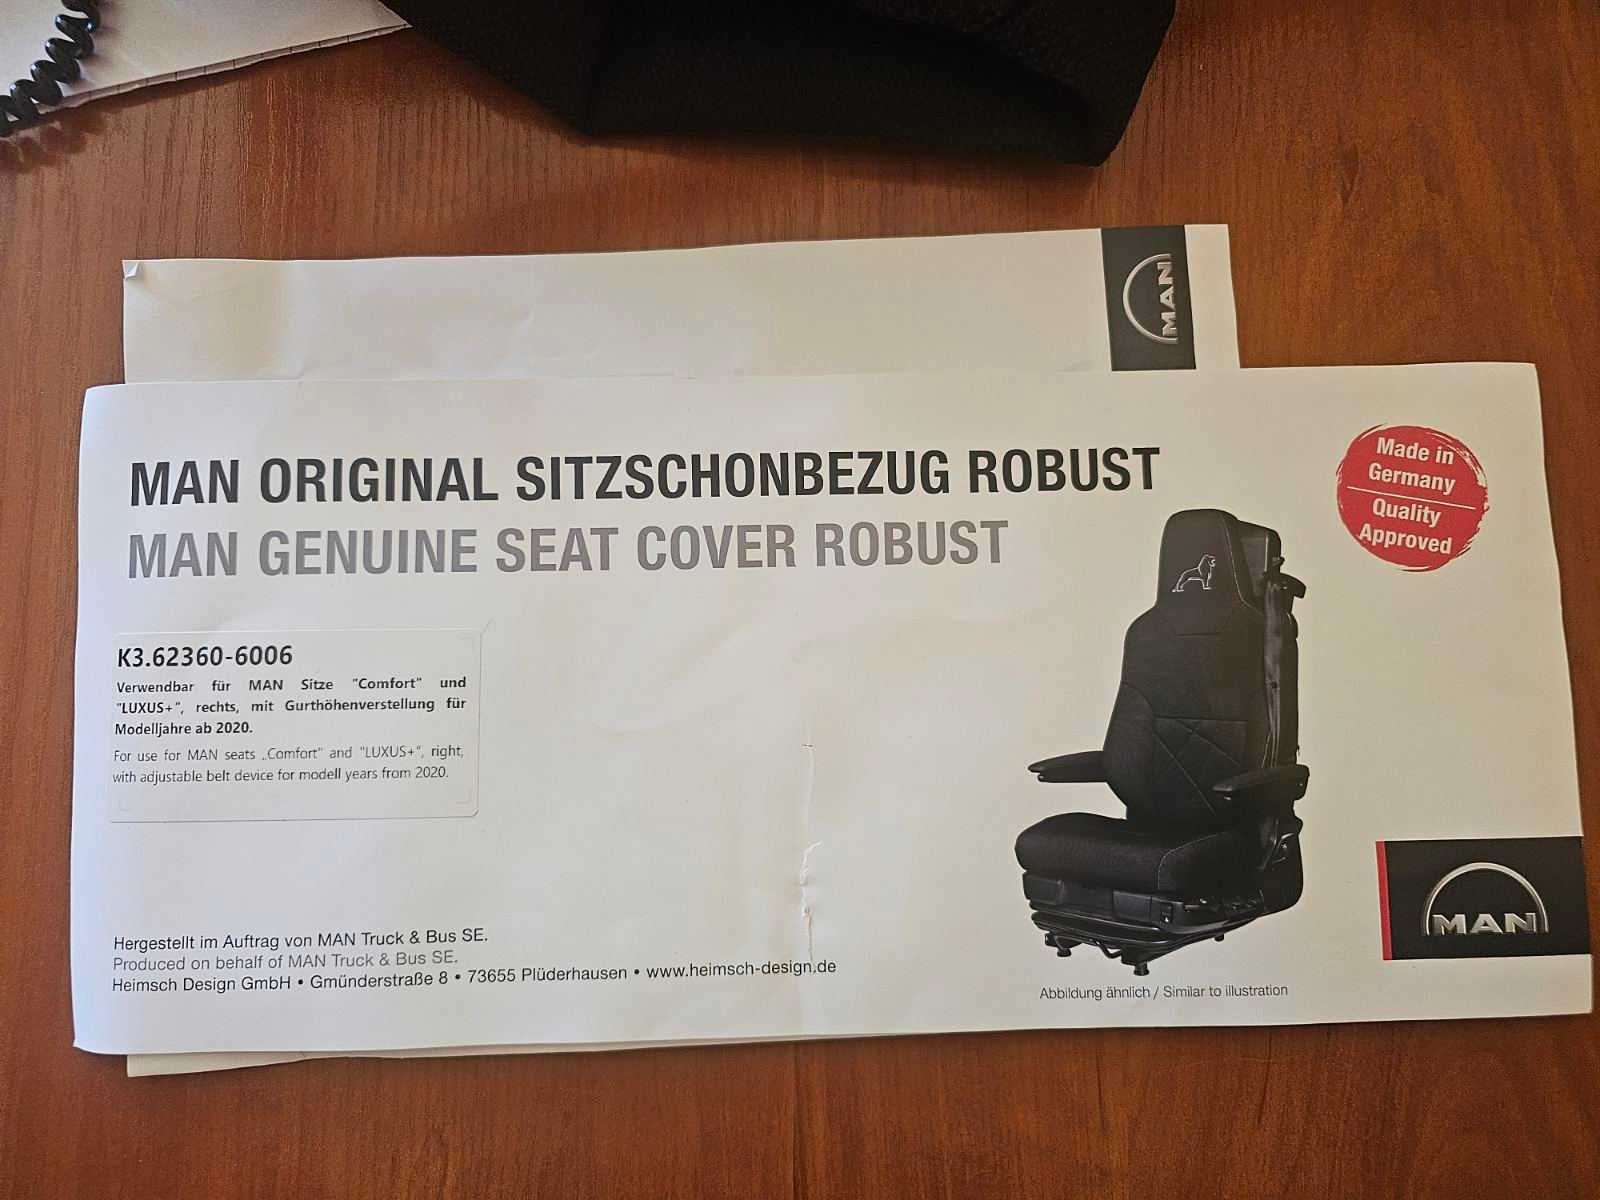 MAN
MAN ORIGINAL SITZSCHONBEZUG ROBUST
MAN GENUINE SEAT COVER ROBUST
Made in
Germany
Quality
Approved
K3.62360-6006
Verwendbar für MAN Sitze "Comfort" und
"LUXUS+", rechts, mit Gurthöhenverstellung für
Modelljahre ab 2020.
For use for MAN seats „Comfort" and "LUXUS+", right,
with adjustable belt device for modell years from 2020.
MAN
Hergestellt im Auftrag von MAN Truck & Bus SE.
Produced on behalf of MAN Truck & Bus SE.
Heimsch Design GmbH • Gmünderstraße 8 • 73655 Plüderhausen • www.heimsch-design.de
Abbildung ähnlich / Similar to illustration